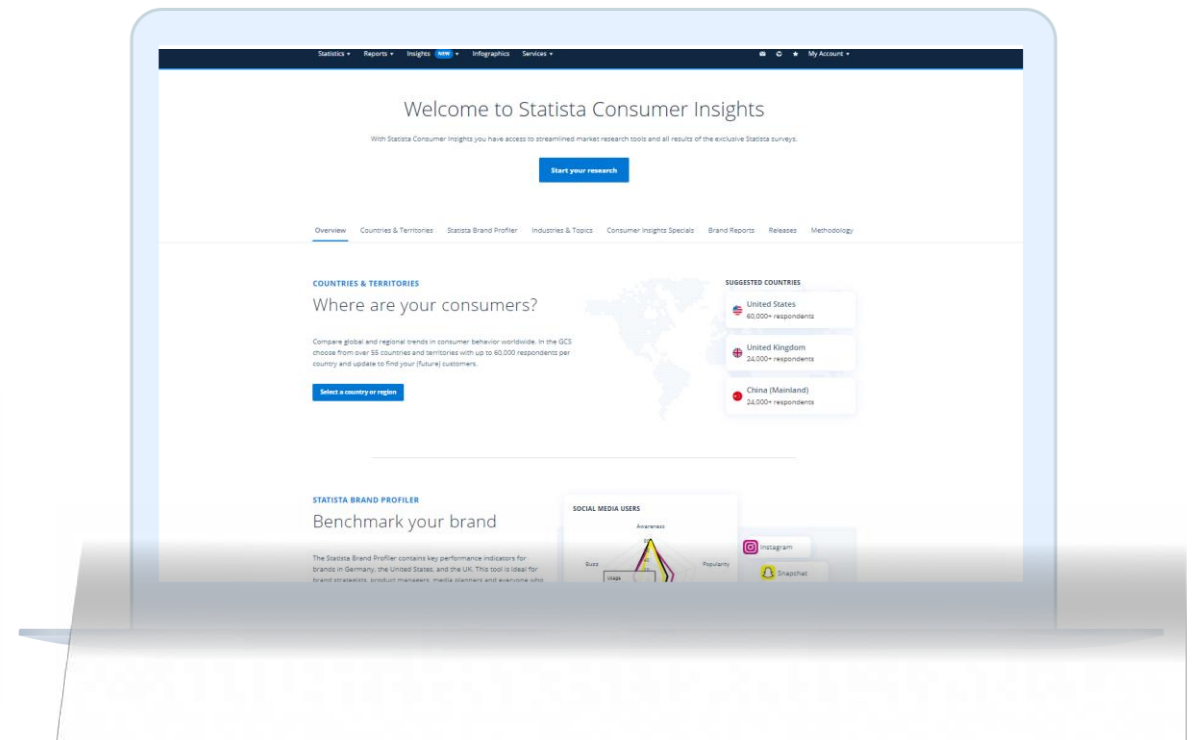 Statistics Reports Insights NEW Infographics Services My Account
Welcome to Statista Consumer Insights
With Statista Consumer Insights you have access to streamlined market research tools and all results of the exclusive Statista surveys.
Start your research
Overview Countries & Territories Statista Brand Profiler Industries & Topics Consumer Insights Specials Brand Reports Releases Methodology
COUNTRIES & TERRITORIES
Where are your consumers?
Compare global and regional trends in consumer behavior worldwide. In the GCS
choose from over 55 countries and territories with up to 60,000 respondents per
country and update to find your (future) customers.
Select a country or region
SUGGESTED COUNTRIES
United States
60,000+ respondents
United Kingdom
24,000+ respondents
China (Mainland)
24,000+ respondents
STATISTA BRAND PROFILER
Benchmark your brand
The Statista Brand Profiler contains key performance indicators for
brands in Germany, the United States, and the UK. This tool is ideal for
brand strategists, product managers, media planners and everyone who
SOCIAL MEDIA USERS
Awareness
Buzz
Popularity
Usage
Instagram
Snapchat